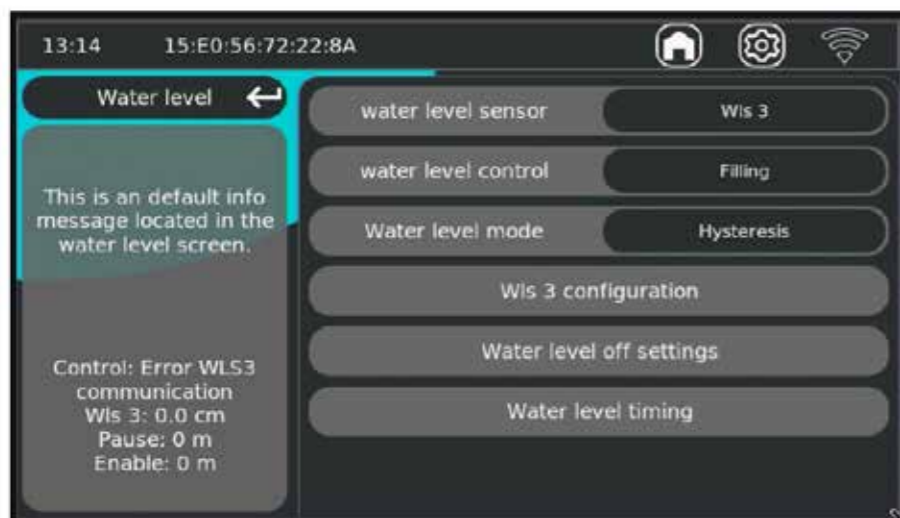 13:14 15:E0:56:72:22:8A
Water level
This is an default info
message located in the
water level screen.
Control: Error WLS3
communication
Wls 3: 0.0 cm
Pause: 0 m
Enable: 0 m
water level sensor Wls 3
water level control Filling
Water level mode Hysteresis
Wls 3 configuration
Water level off settings
Water level timing